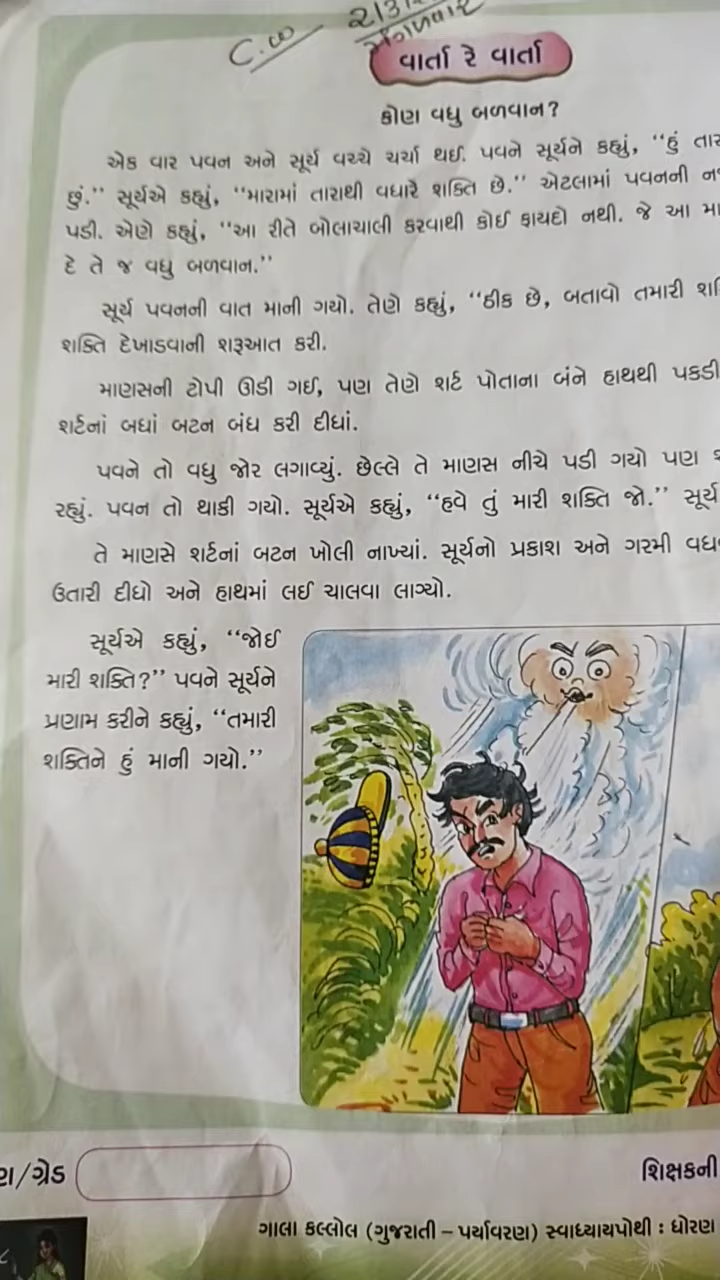 C.W
વાર્તા રે વાર્તા
કોણ વધુ બળવાન?
એક વાર પવન અને સૂર્ય વચ્ચે ચર્ચા થઈ. પવને સૂર્યને કહ્યું, “હું
છું.” સૂર્યએ કહ્યું, “મારામાં તારાથી વધારે શક્તિ છે.” એટલામાં પવનની
પડી. એણે કહ્યું, “આ રીતે બોલાચાલી કરવાથી કોઈ ફાયદો નથી. જે આ
દે તે જ વધુ બળવાન.”
સૂર્ય પવનની વાત માની ગયો. તેણે કહ્યું, “ઠીક છે, બતાવો તમારી
શક્તિ દેખાડવાની શરૂઆત કરી.
માણસની ટોપી ઊડી ગઈ, પણ તેણે શર્ટ પોતાના બંને હાથથી પકડી
શર્ટનાં બધાં બટન બંધ કરી દીધાં.
પવને તો વધુ જોર લગાવ્યું. છેલ્લે તે માણસ નીચે પડી ગયો પણ
રહ્યું. પવન તો થાકી ગયો. સૂર્યએ કહ્યું, “હવે તું મારી શક્તિ જો.” સૂર્ય
તે માણસે શર્ટનાં બટન ખોલી નાખ્યાં. સૂર્યનો પ્રકાશ અને ગરમી
ઉતારી દીધો અને હાથમાં લઈ ચાલવા લાગ્યો.
સૂર્યએ કહ્યું, “જોઈ
મારી શક્તિ?” પવને સૂર્યને
પ્રણામ કરીને કહ્યું, “તમારી
શક્તિને હું માની ગયો.”
/ગ્રેડ
શિક્ષકની
ગાલા કલ્લોલ (ગુજરાતી – પર્યાવરણ) સ્વાધ્યાયપોથી : ધોરણ